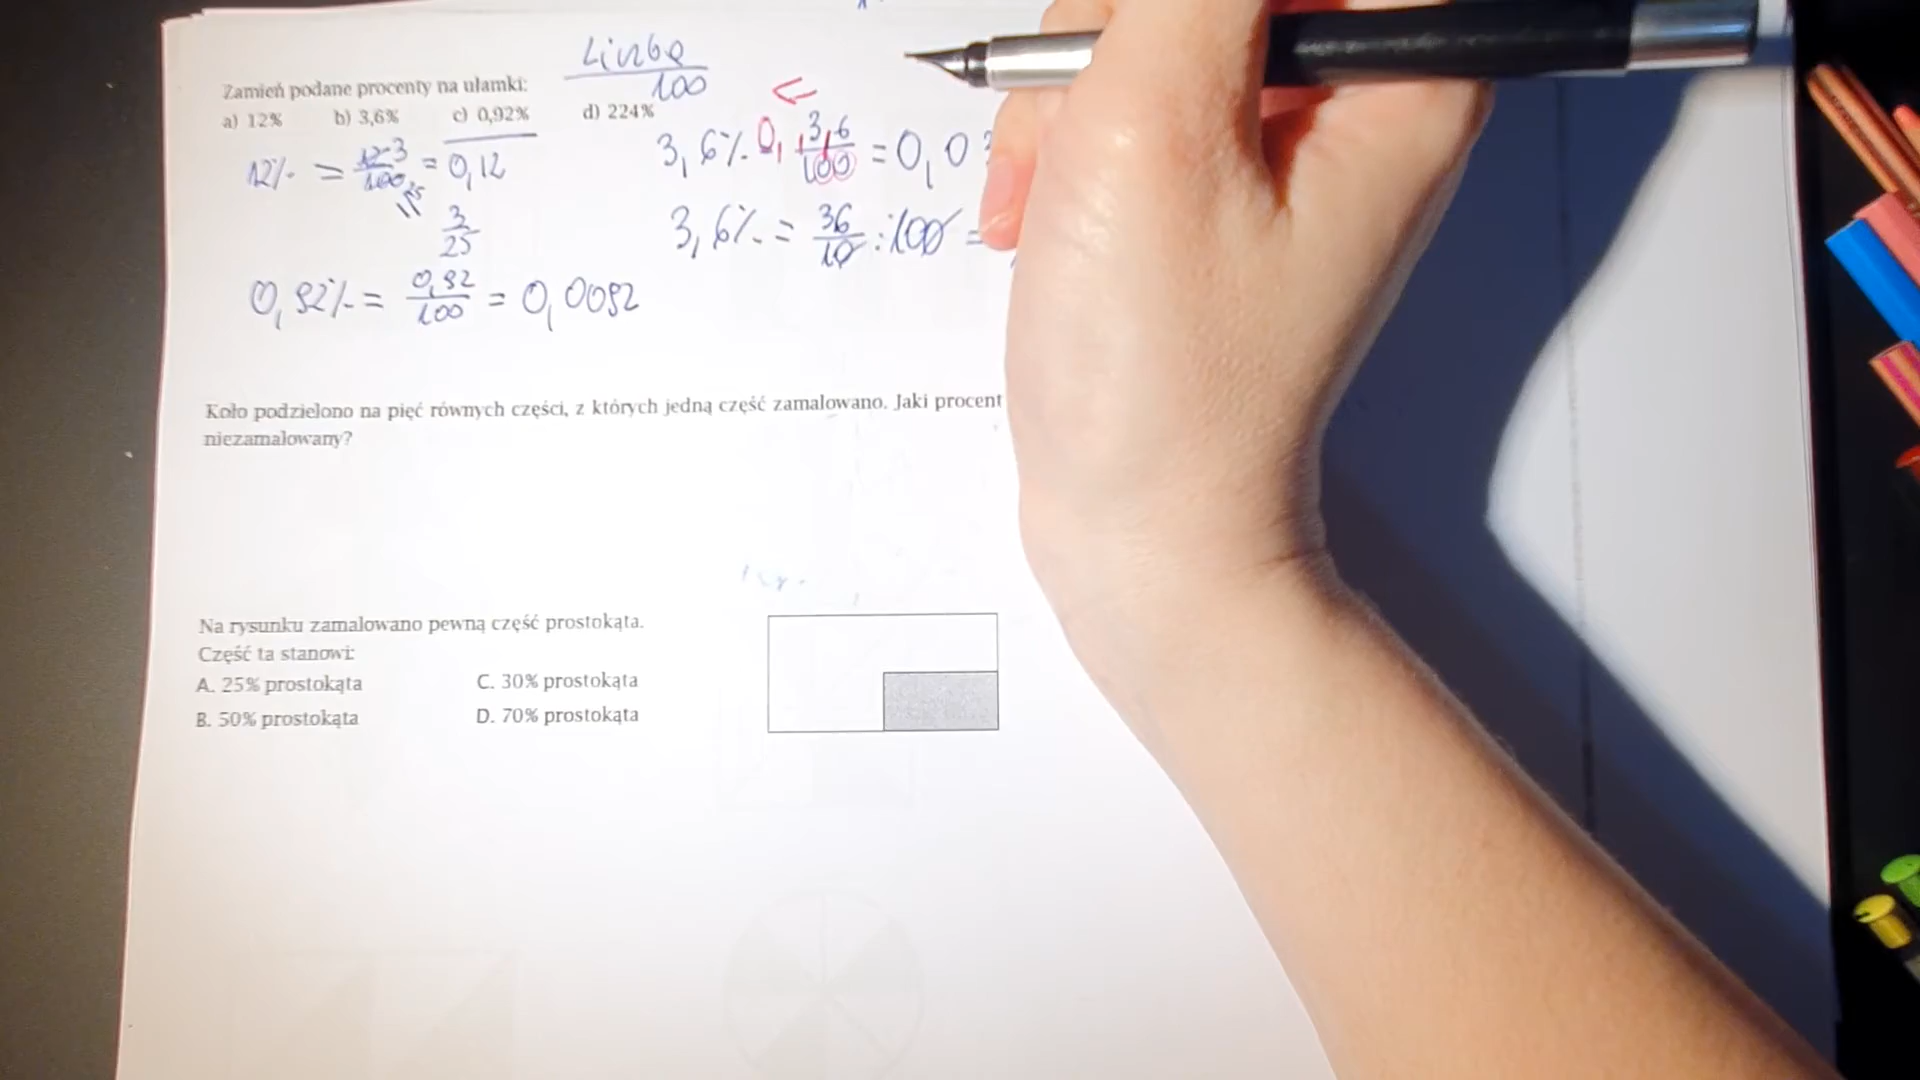 Liczba
100
Zamień podane procenty na ułamki:
a) 12% b) 3,6% c) 0,92% d) 224%
12% = 12 3 / 100 25 = 0,12
3
25
3,6% 0, 3,6 / 100 = 0,0
3,6% = 36/10 : 100 =
0,92% = 0,92/100 = 0,0092
Koło podzielono na pięć równych części, z których jedną część zamalowano. Jaki procent
niezamalowany?
Na rysunku zamalowano pewną część prostokąta.
Część ta stanowi:
A. 25% prostokąta C. 30% prostokąta
B. 50% prostokąta D. 70% prostokąta